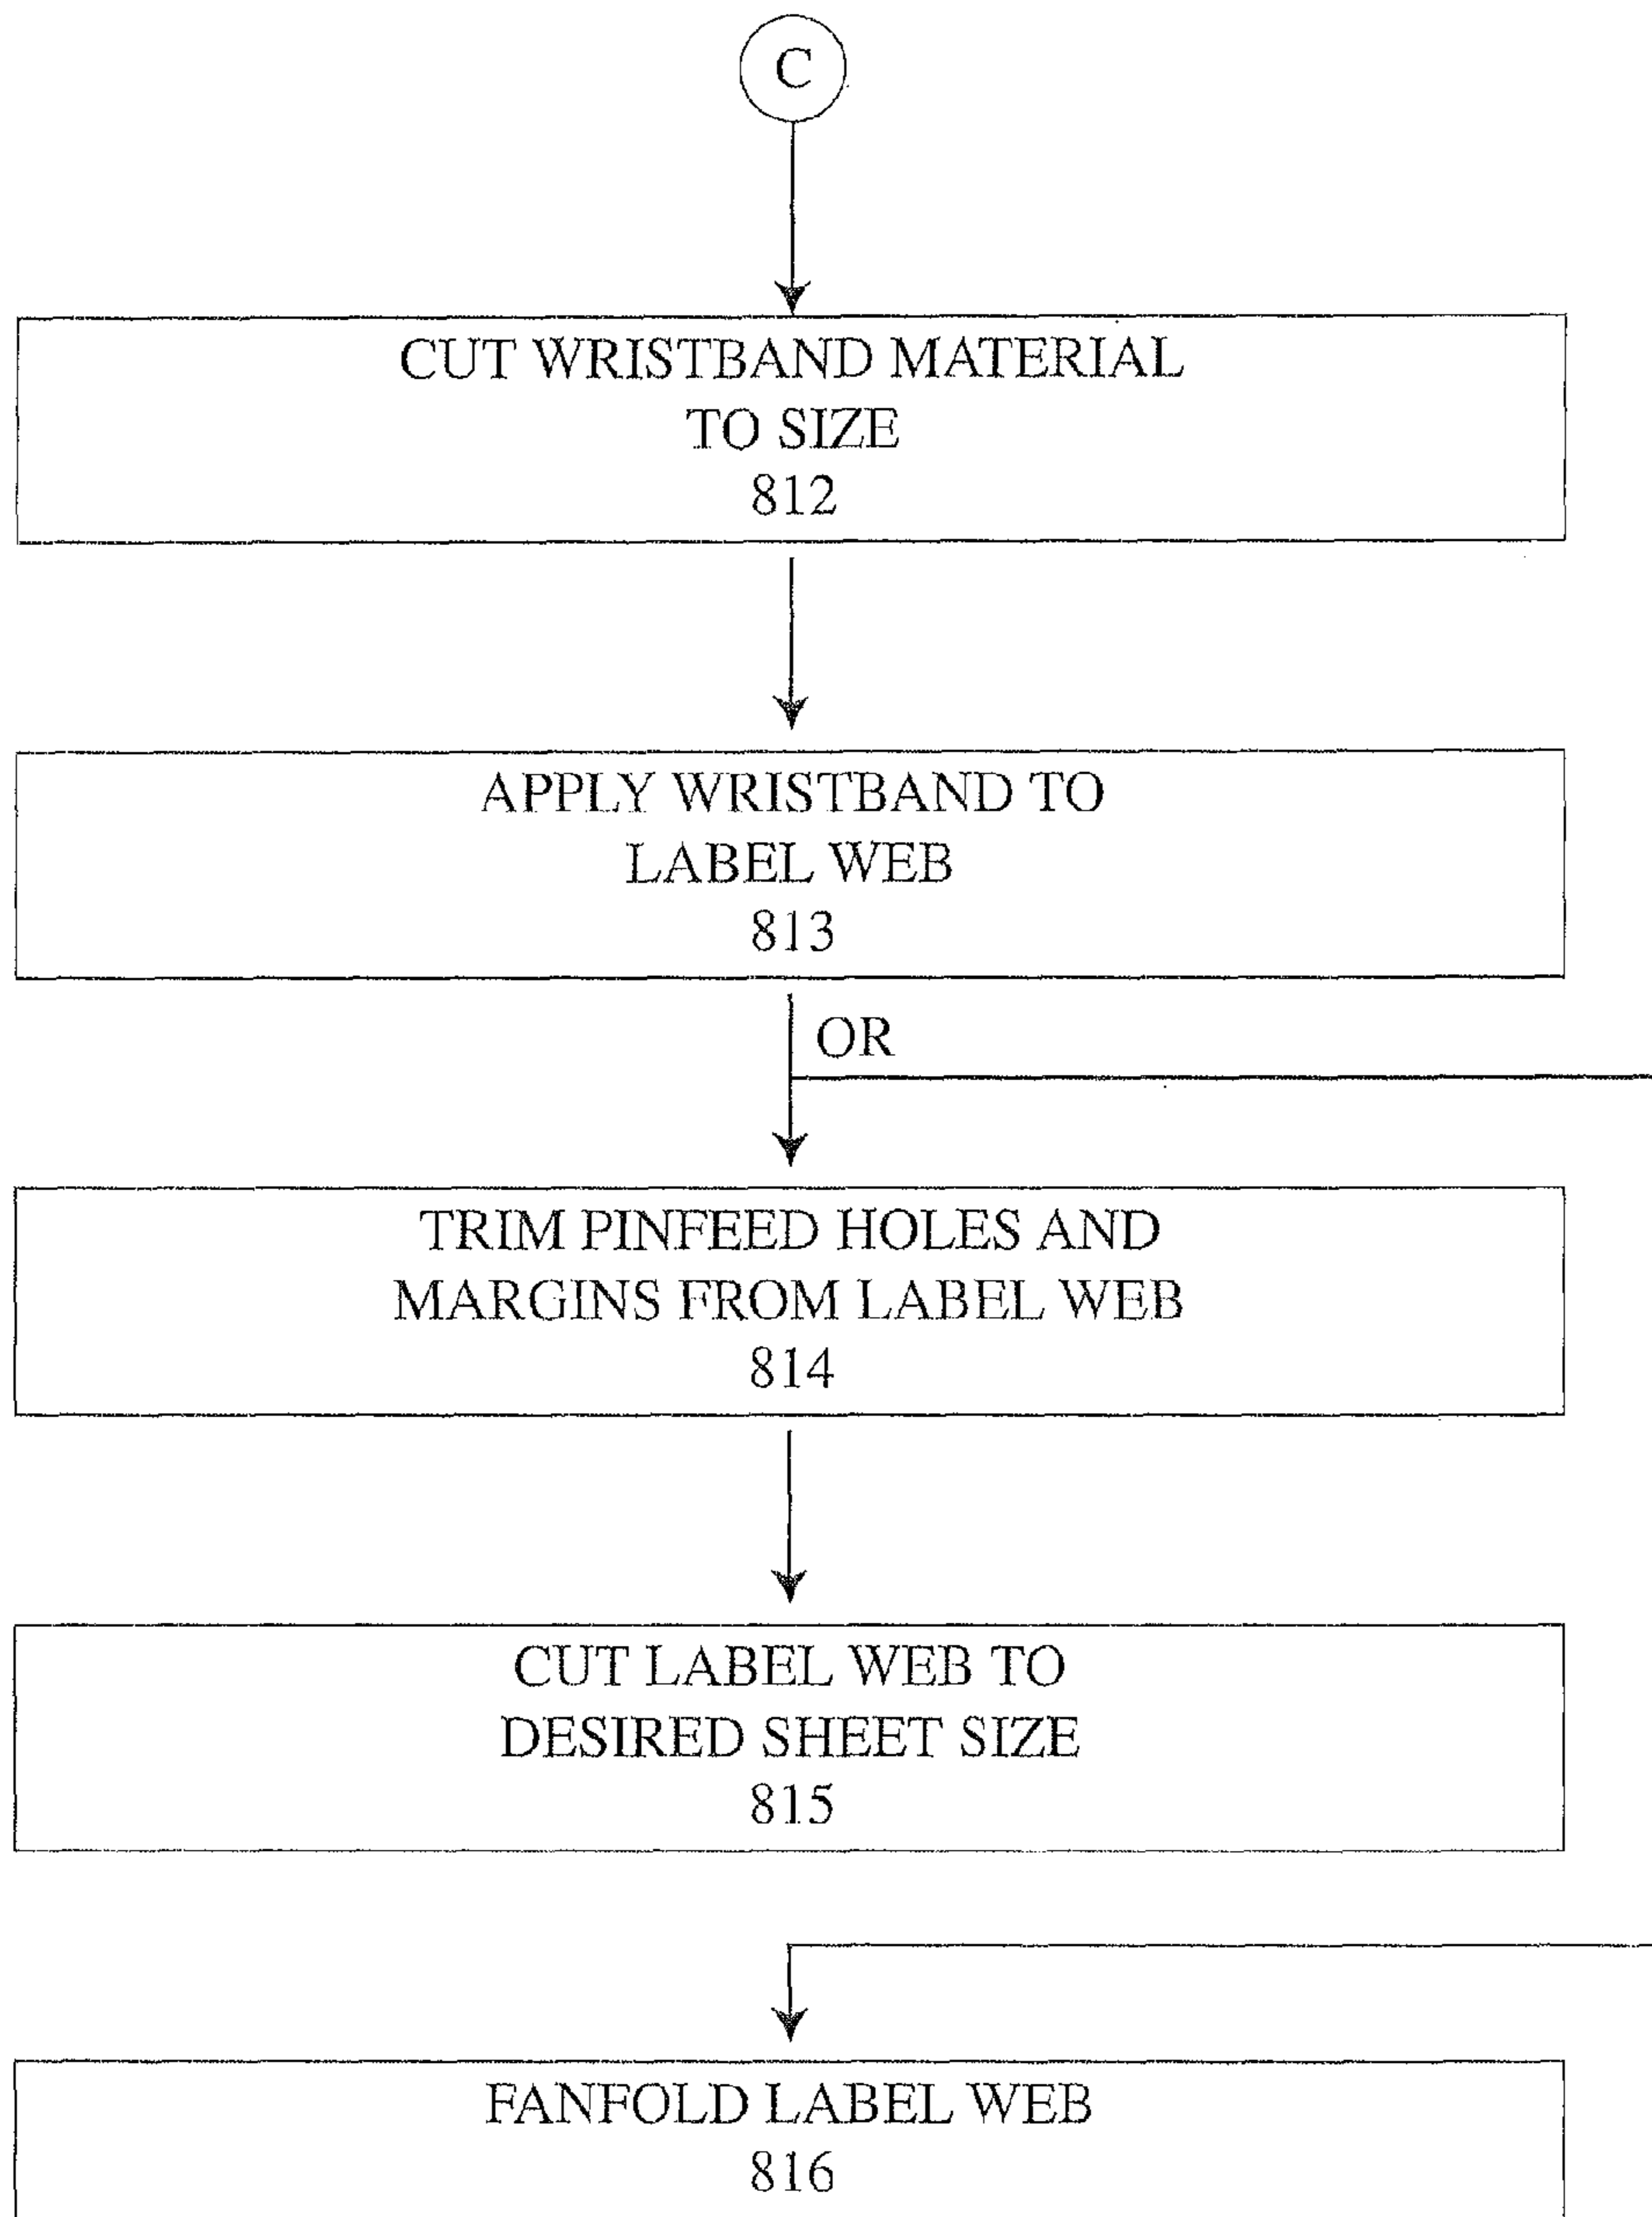 C
CUT WRISTBAND MATERIAL
TO SIZE
812
APPLY WRISTBAND TO
LABEL WEB
813
OR
TRIM PINFEED HOLES AND
MARGINS FROM LABEL WEB
814
CUT LABEL WEB TO
DESIRED SHEET SIZE
815
FANFOLD LABEL WEB
816